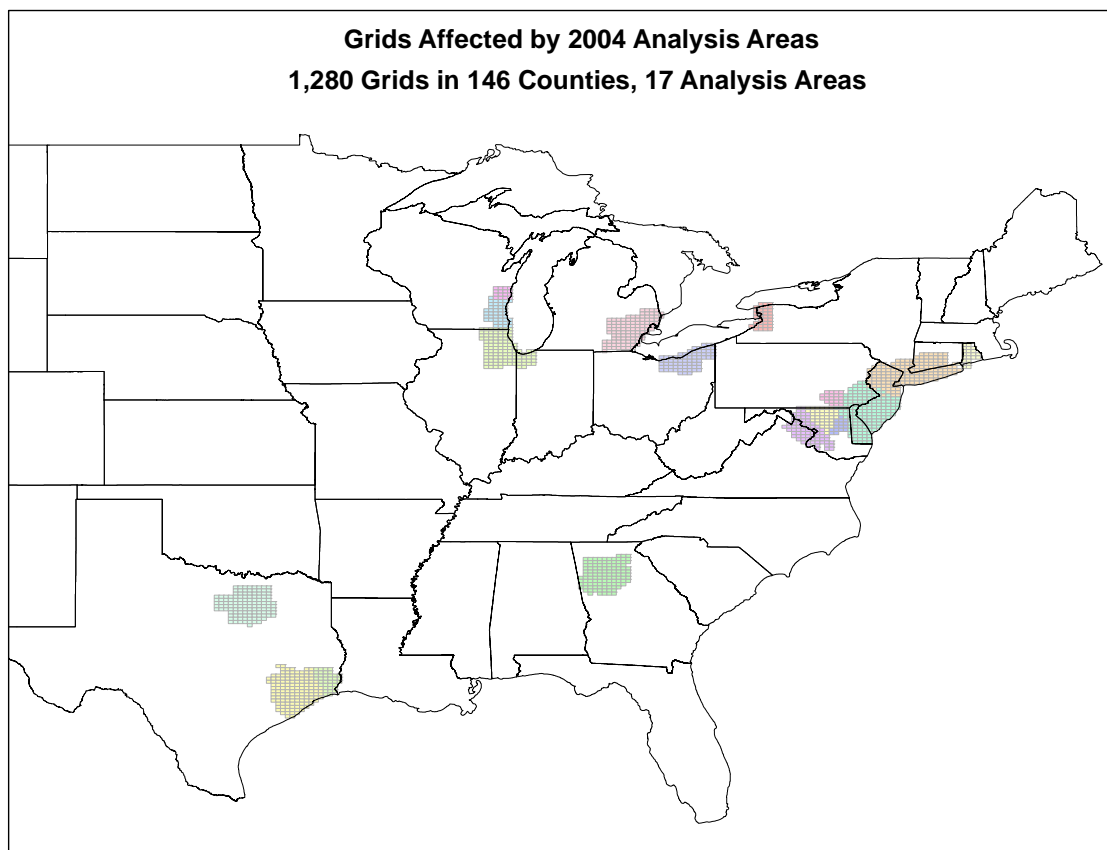 Grids Affected by 2004 Analysis Areas
1,280 Grids in 146 Counties, 17 Analysis Areas